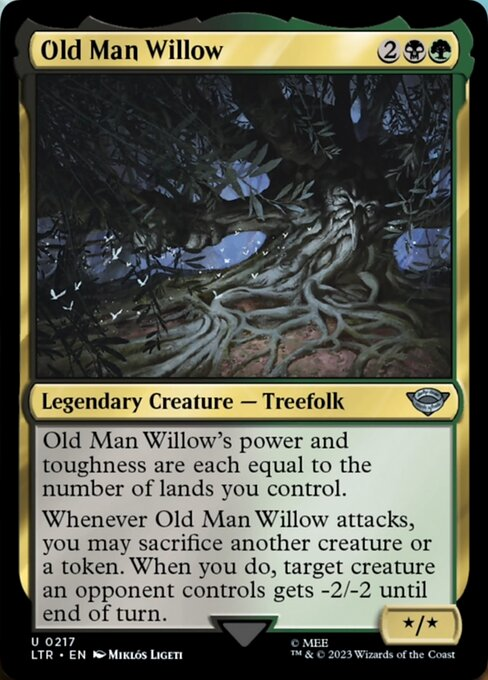 Old Man Willow 2
Legendary Creature — Treefolk
Old Man Willow's power and
toughness are each equal to the
number of lands you control.
Whenever Old Man Willow attacks,
you may sacrifice another creature or
a token. When you do, target creature
an opponent controls gets -2/-2 until
end of turn.
*/*
U 0217
LTR • EN Miklós Ligeti
© MEE
™ & © 2023 Wizards of the Coast